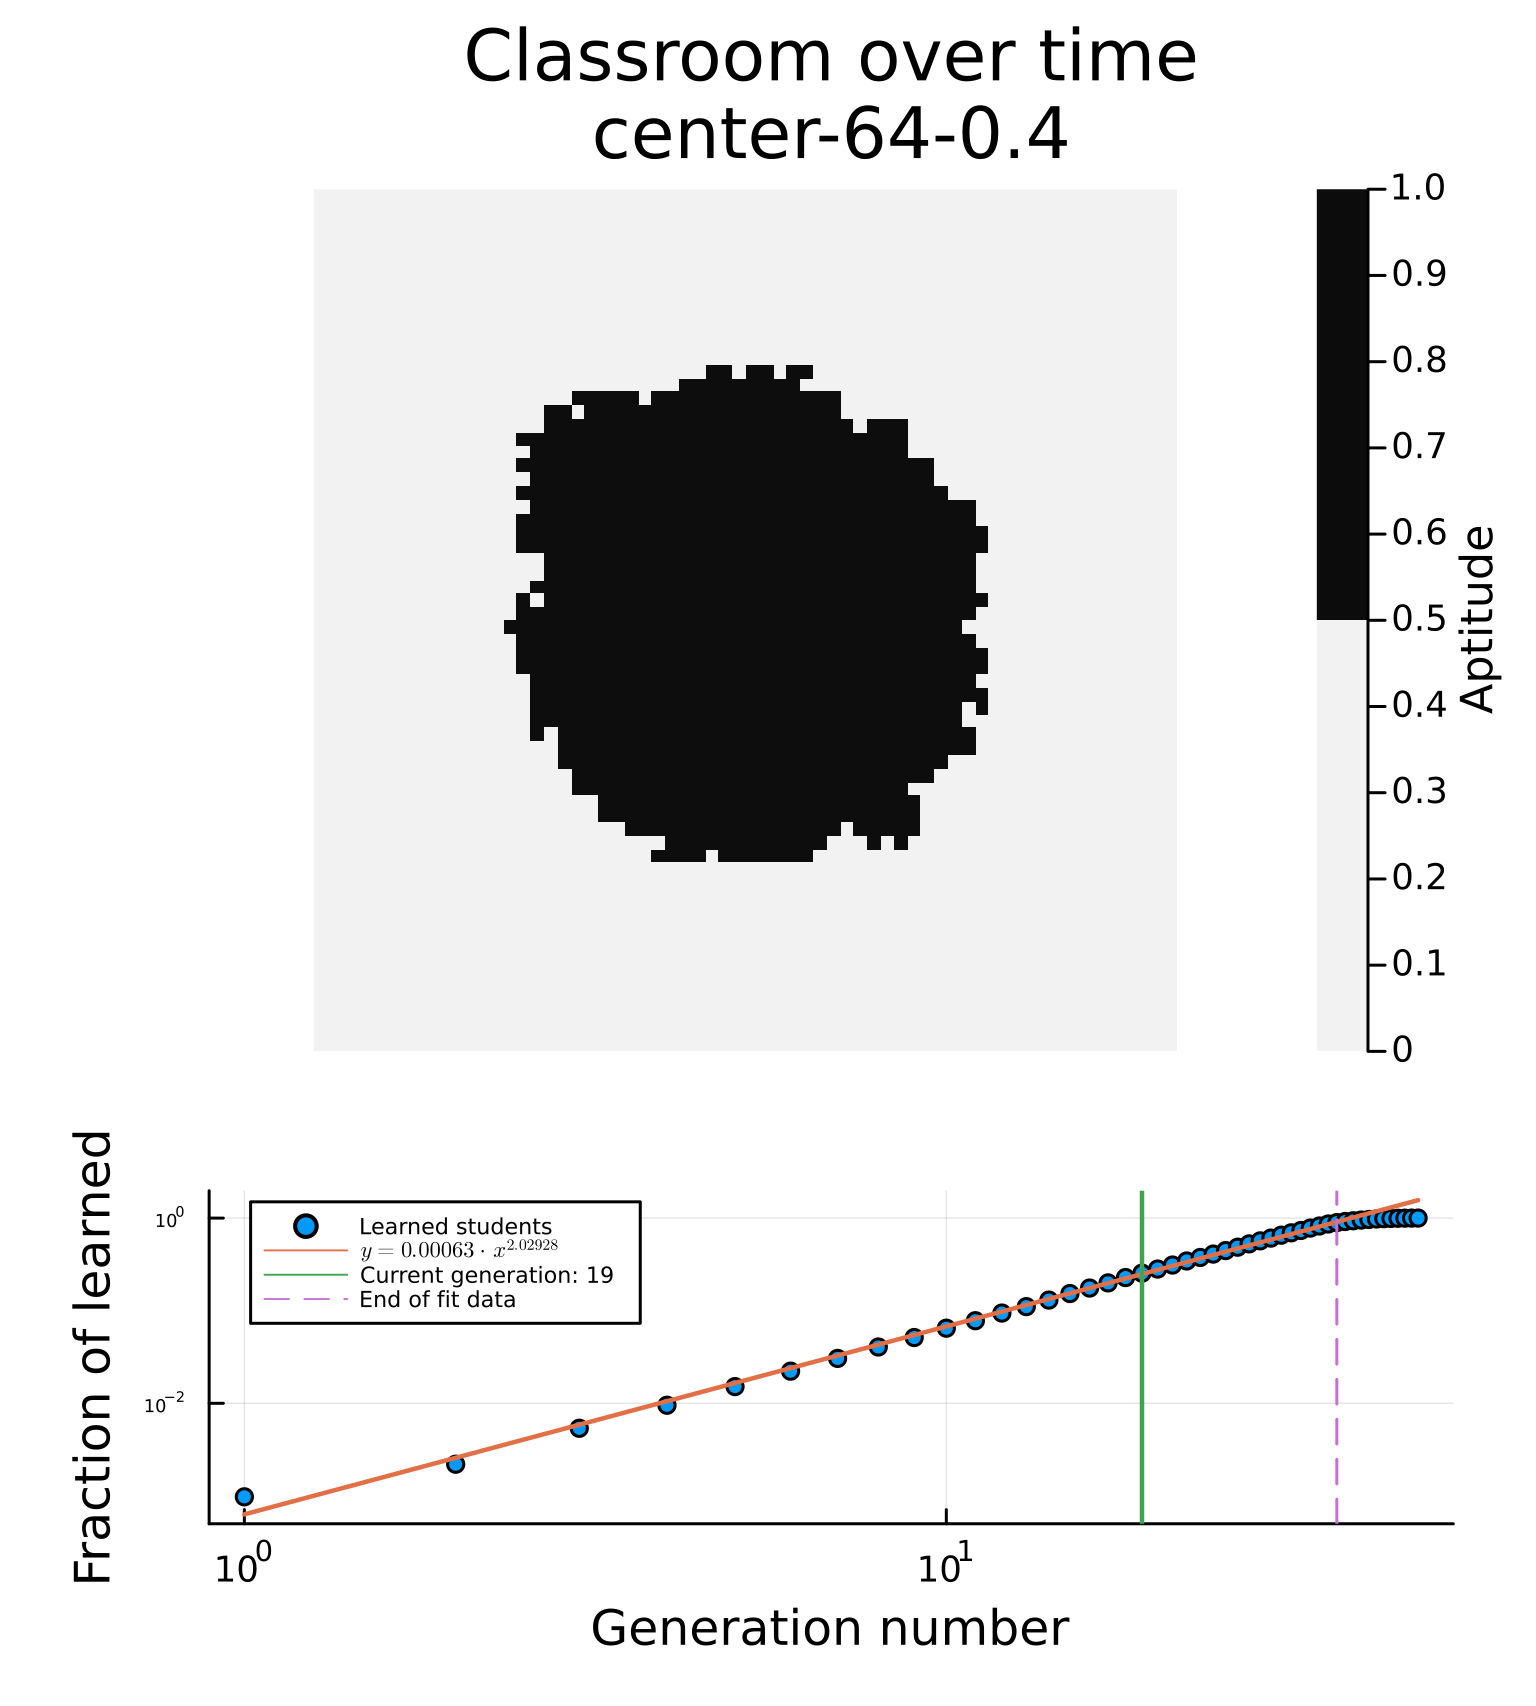 Classroom over time
center-64-0.4
1.0
0.9
0.8
0.7
0.6
0.5
0.4
0.3
0.2
0.1
0
Aptitude
Fraction of learned
10⁰
10⁻²
Learned students
y = 0.00063 · x^2.02928
Current generation: 19
End of fit data
10⁰
10¹
Generation number